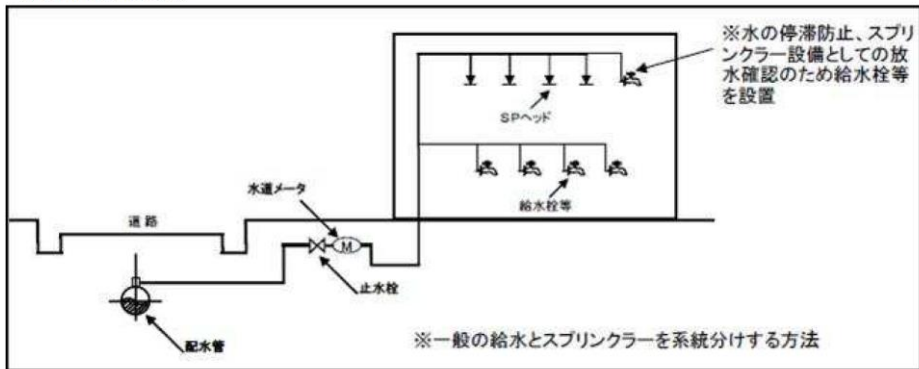 ※水の停滞防止、スプリ
ンクラー設備としての放
水確認のため給水栓等
を設置
SPヘッド
給水栓等
水道メータ
道路
M
止水栓
配水管
※一般の給水とスプリンクラーを系統分けする方法